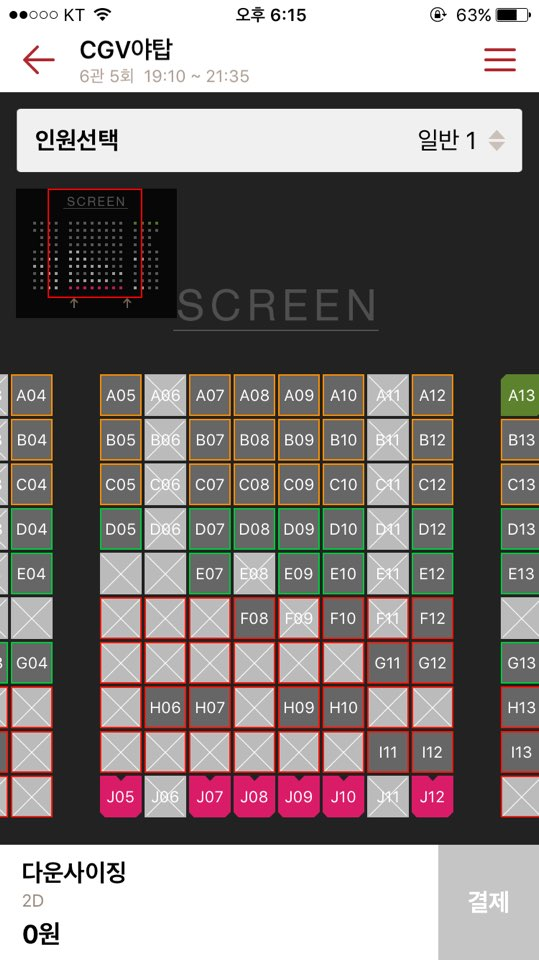 KT 오후 6:15 63%
CGV야탑
6관 5회 19:10 ~ 21:35
인원선택 일반 1
SCREEN
SCREEN
A04 A05 A06 A07 A08 A09 A10 A11 A12 A13
B04 B05 B06 B07 B08 B09 B10 B11 B12 B13
C04 C05 C06 C07 C08 C09 C10 C11 C12 C13
D04 D05 D06 D07 D08 D09 D10 D11 D12 D13
E04 E07 E08 E09 E10 E11 E12 E13
F08 F09 F10 F11 F12
G04 G11 G12 G13
H06 H07 H09 H10 H13
I11 I12 I13
J05 J06 J07 J08 J09 J10 J11 J12
다운사이징
2D
0원
결제